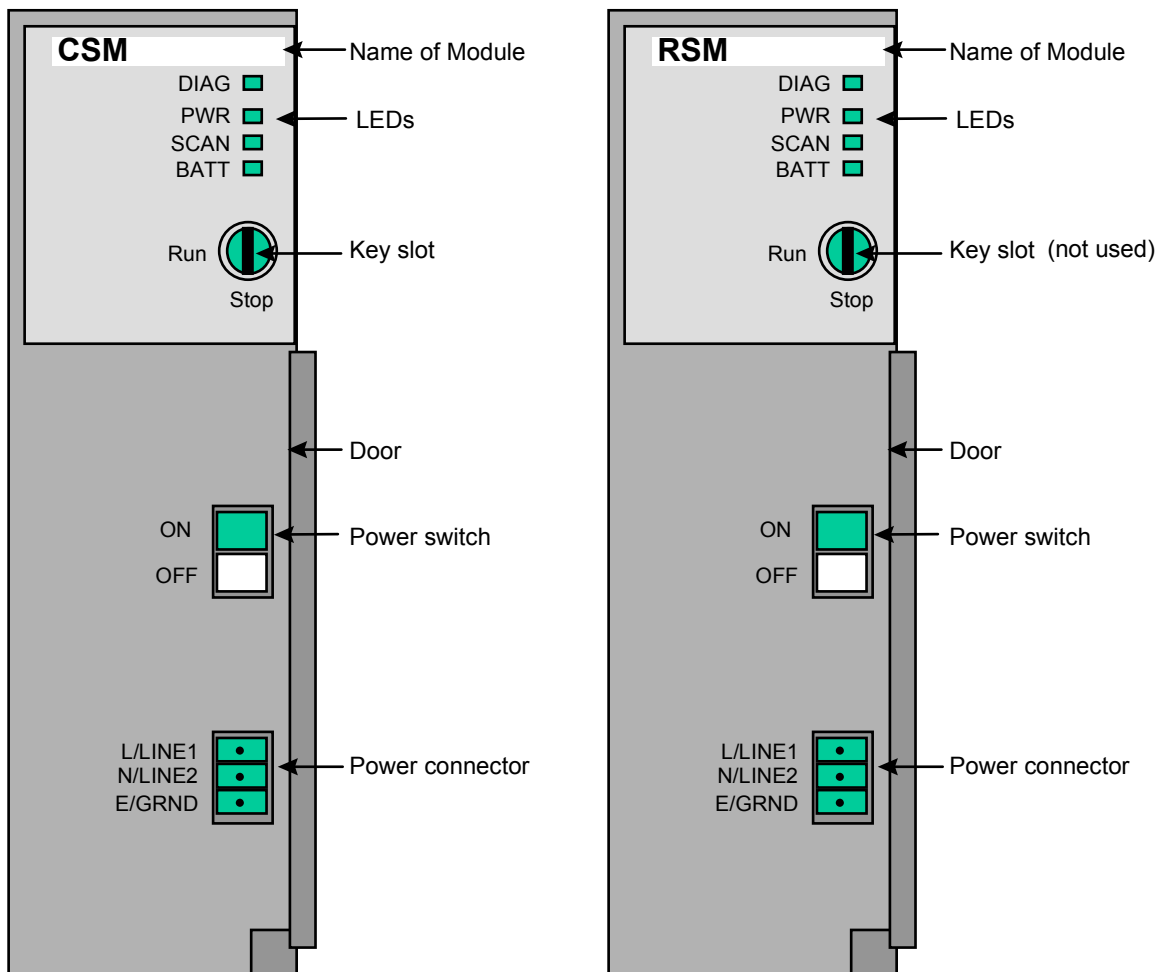 CSM
Name of Module
DIAG
PWR
LEDs
SCAN
BATT
Run
Key slot
Stop
Door
ON
Power switch
OFF
L/LINE1
N/LINE2
Power connector
E/GRND
RSM
Name of Module
DIAG
PWR
LEDs
SCAN
BATT
Run
Key slot (not used)
Stop
Door
ON
Power switch
OFF
L/LINE1
N/LINE2
Power connector
E/GRND